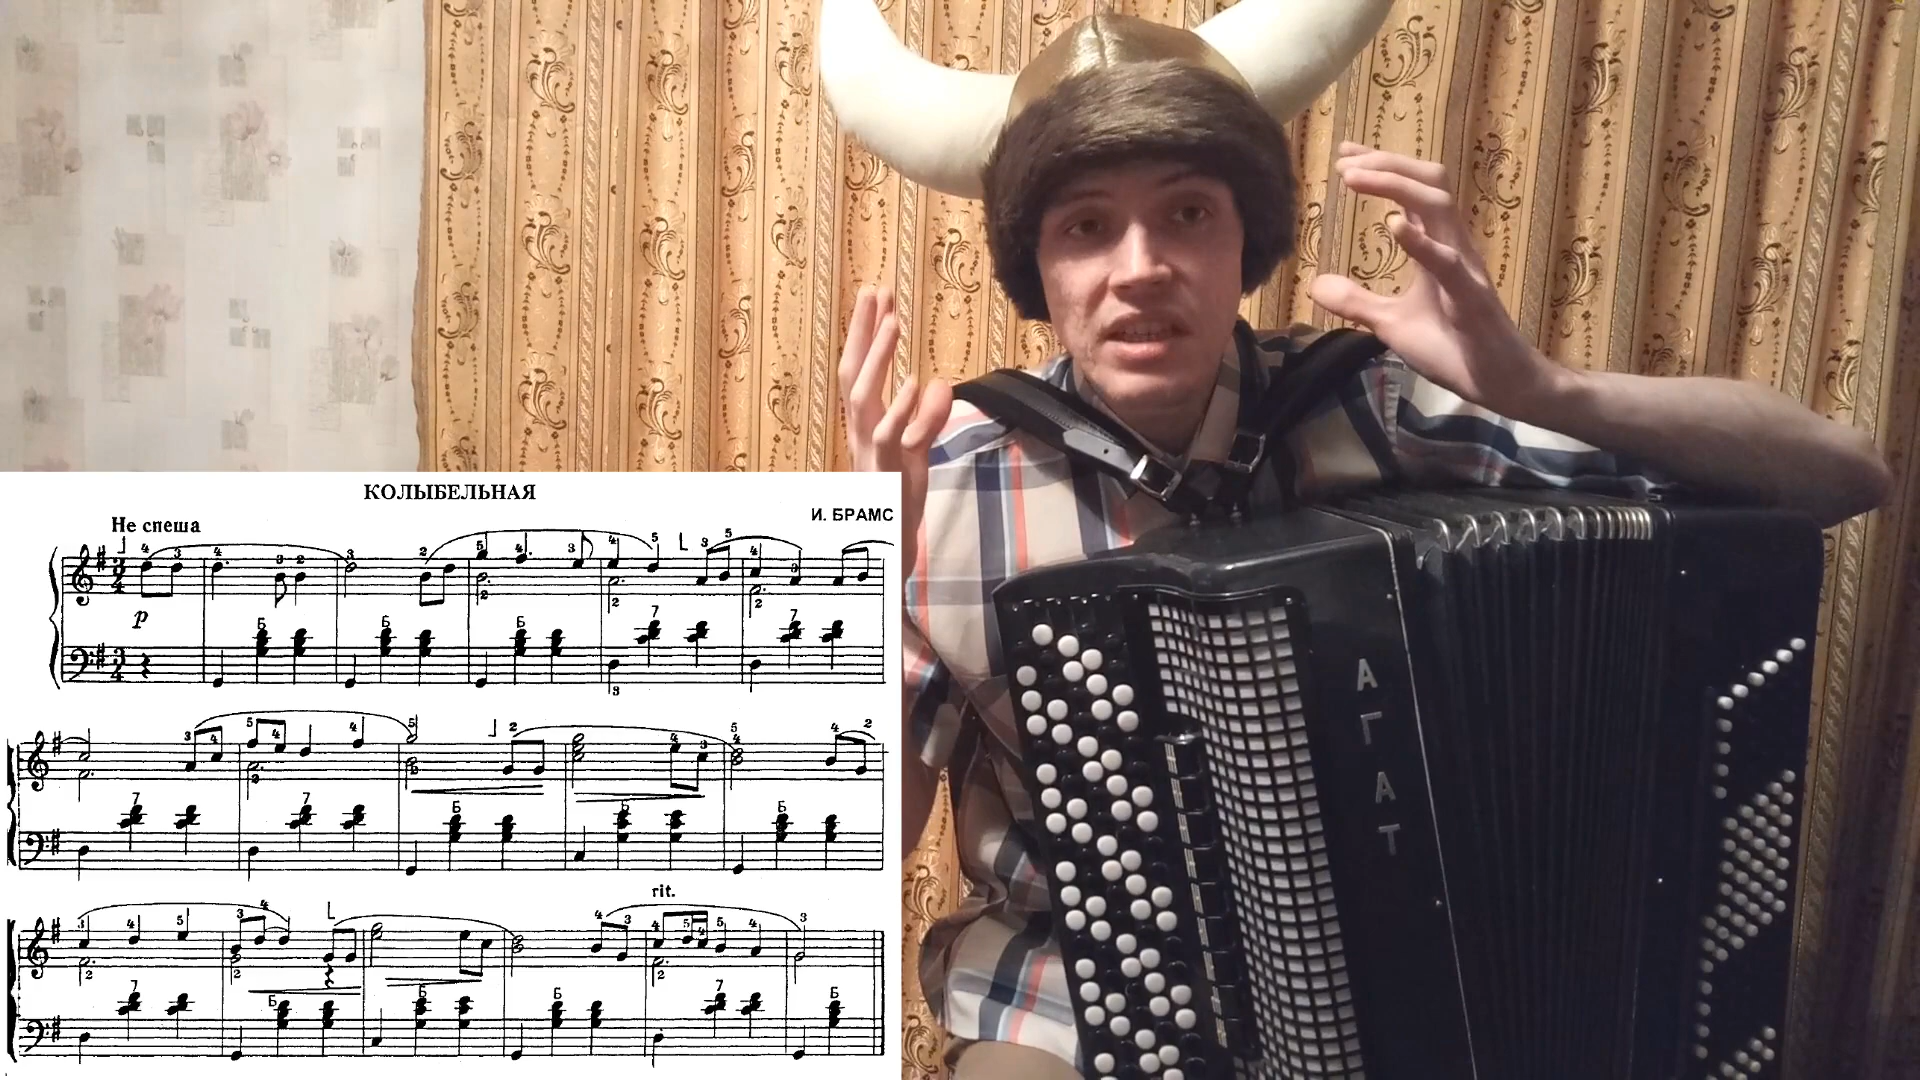 КОЛЫБЕЛЬНАЯ
И. БРАМС
Не спеша
p
rit.
АГАТ